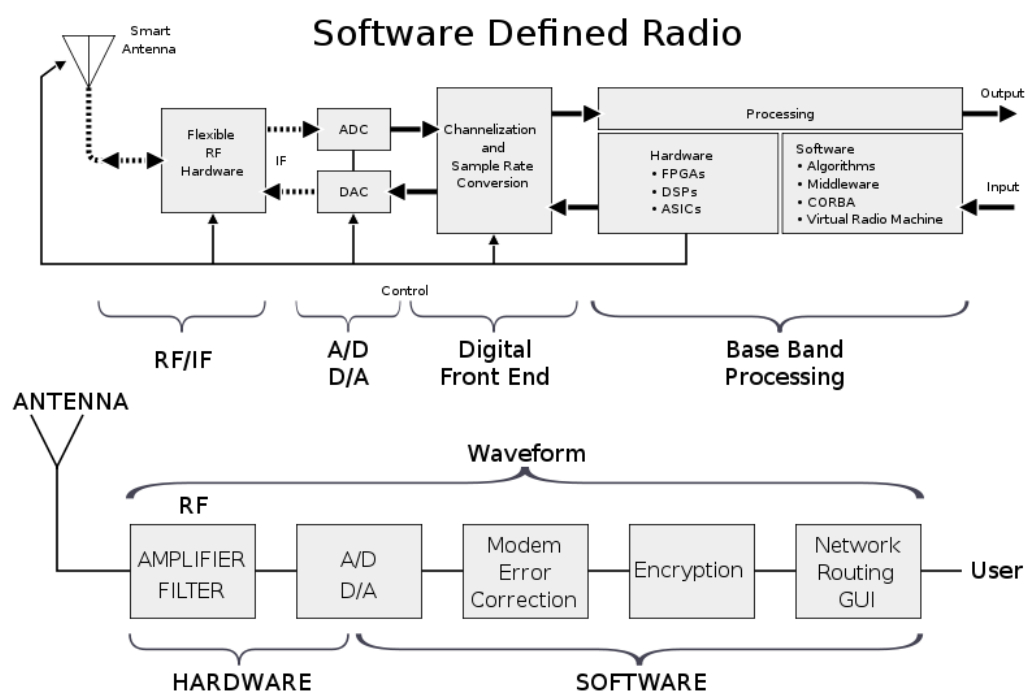 Software Defined Radio
Smart
Antenna
Flexible
RF
Hardware
IF
ADC
DAC
Channelization
and
Sample Rate
Conversion
Processing
Hardware
• FPGAs
• DSPs
• ASICs
Software
• Algorithms
• Middleware
• CORBA
• Virtual Radio Machine
Output
Input
Control
RF/IF
A/D
D/A
Digital
Front End
Base Band
Processing
ANTENNA
Waveform
RF
AMPLIFIER
FILTER
A/D
D/A
Modem
Error
Correction
Encryption
Network
Routing
GUI
User
HARDWARE
SOFTWARE